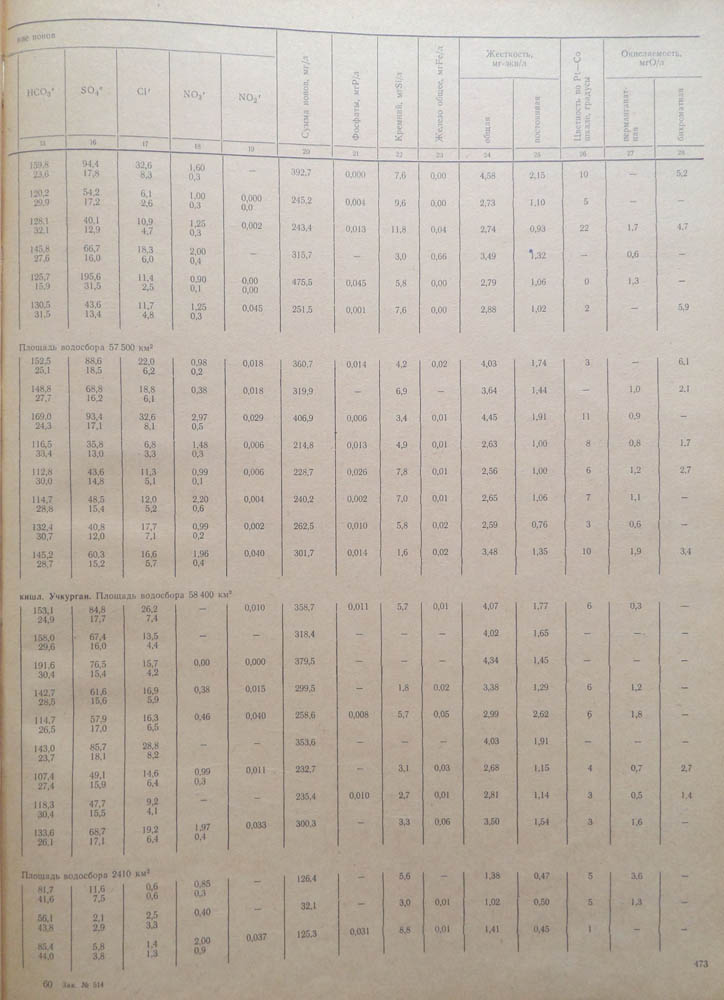 ние ионов
HCO₃′ SO₄″ Cl′ NO₃′ NO₂′ Сумма ионов, мг/л Фосфаты, мгР/л Кремний, мгSi/л Железо общее, мгFe/л Жесткость, мг-экв/л Цветность по Pt—Co шкале, градусы Окисляемость, мгО/л
общая постоянная перманганатная бихроматная
15 16 17 18 19 20 21 22 23 24 25 26 27 28
159,8 94,4 32,6 1,60 — 392,7 0,000 7,6 0,00 4,58 2,15 10 — 5,2
23,6 17,8 8,3 0,3
120,2 54,2 6,1 1,00 0,000 245,2 0,004 9,6 0,00 2,73 1,10 5 — —
29,9 17,2 2,6 0,3 0,0
128,1 40,1 10,9 1,25 0,002 243,4 0,013 11,8 0,04 2,74 0,93 22 1,7 4,7
32,1 12,9 4,7 0,3
145,8 66,7 18,3 2,00 — 315,7 — 3,0 0,66 3,49 1,32 — 0,6 —
27,6 16,0 6,0 0,4
125,7 195,6 11,4 0,90 0,00 475,5 0,045 5,8 0,00 2,79 1,06 0 1,3 —
15,9 31,5 2,5 0,1 0,00
130,5 43,6 11,7 1,25 0,045 251,5 0,001 7,6 0,00 2,88 1,02 2 — 5,9
31,5 13,4 4,8 0,3
Площадь водосбора 57 500 км²
152,5 88,6 22,0 0,98 0,018 360,7 0,014 4,2 0,02 4,03 1,74 3 — 6,1
25,1 18,5 6,2 0,2
148,8 68,8 18,8 0,38 0,018 319,9 — 6,9 — 3,64 1,44 — 1,0 2,1
27,7 16,2 6,1
169,0 93,4 32,6 2,97 0,029 406,9 0,006 3,4 0,01 4,45 1,91 11 0,9 —
24,3 17,1 8,1 0,5
116,5 35,8 6,8 1,48 0,006 214,8 0,013 4,9 0,01 2,63 1,00 8 0,8 1,7
33,4 13,0 3,3 0,3
112,8 43,6 11,3 0,99 0,006 228,7 0,026 7,8 0,01 2,56 1,00 6 1,2 2,7
30,0 14,8 5,1 0,1
114,7 48,5 12,0 2,20 0,004 240,2 0,002 7,0 0,01 2,65 1,06 7 1,1 —
28,8 15,4 5,2 0,6
132,4 40,8 17,7 0,99 0,002 262,5 0,010 5,8 0,02 2,59 0,76 3 0,6 —
30,7 12,0 7,1 0,2
145,2 60,3 16,6 1,96 0,040 301,7 0,014 1,6 0,02 3,48 1,35 10 1,9 3,4
28,7 15,2 5,7 0,4
кишл. Учкурган. Площадь водосбора 58 400 км²
153,1 84,8 26,2 — 0,010 358,7 0,011 5,7 0,01 4,07 1,77 6 0,3 —
24,9 17,7 7,4
158,0 67,4 13,5 — — 318,4 — — — 4,02 1,65 — — —
29,6 16,0 4,4
191,6 76,5 15,7 0,00 0,000 379,5 — — — 4,34 1,45 — — —
30,4 15,4 4,2
142,7 61,6 16,9 0,38 0,015 299,5 — 1,8 0,02 3,38 1,29 6 1,2 —
28,5 15,6 5,9
114,7 57,9 16,3 0,46 0,040 258,6 0,008 5,7 0,05 2,99 2,62 6 1,8 —
26,5 17,0 6,5
143,0 85,7 28,8 — — 353,6 — — — 4,03 1,91 — — —
23,7 18,1 8,2
107,4 49,1 14,6 0,99 0,011 232,7 — 3,1 0,03 2,68 1,15 4 0,7 2,7
27,4 15,9 6,4 0,3
118,3 47,7 9,2 — — 235,4 0,010 2,7 0,01 2,81 1,14 3 0,5 1,4
30,4 15,5 4,1
133,6 68,7 19,2 1,97 0,033 300,3 — 3,3 0,06 3,50 1,54 3 1,6 —
26,1 17,1 6,4 0,4
Площадь водосбора 2410 км²
81,7 11,6 0,6 0,85 — 126,4 — 5,6 — 1,38 0,47 5 3,6 —
41,6 7,5 0,6 0,3
56,1 2,1 2,5 0,40 — 32,1 — 3,0 0,01 1,02 0,50 5 1,3 —
43,8 2,9 3,3
85,4 5,8 1,4 2,00 0,037 125,3 0,031 8,8 0,01 1,41 0,45 1 — —
44,0 3,8 1,3 0,9
473
60 Зак. № 514